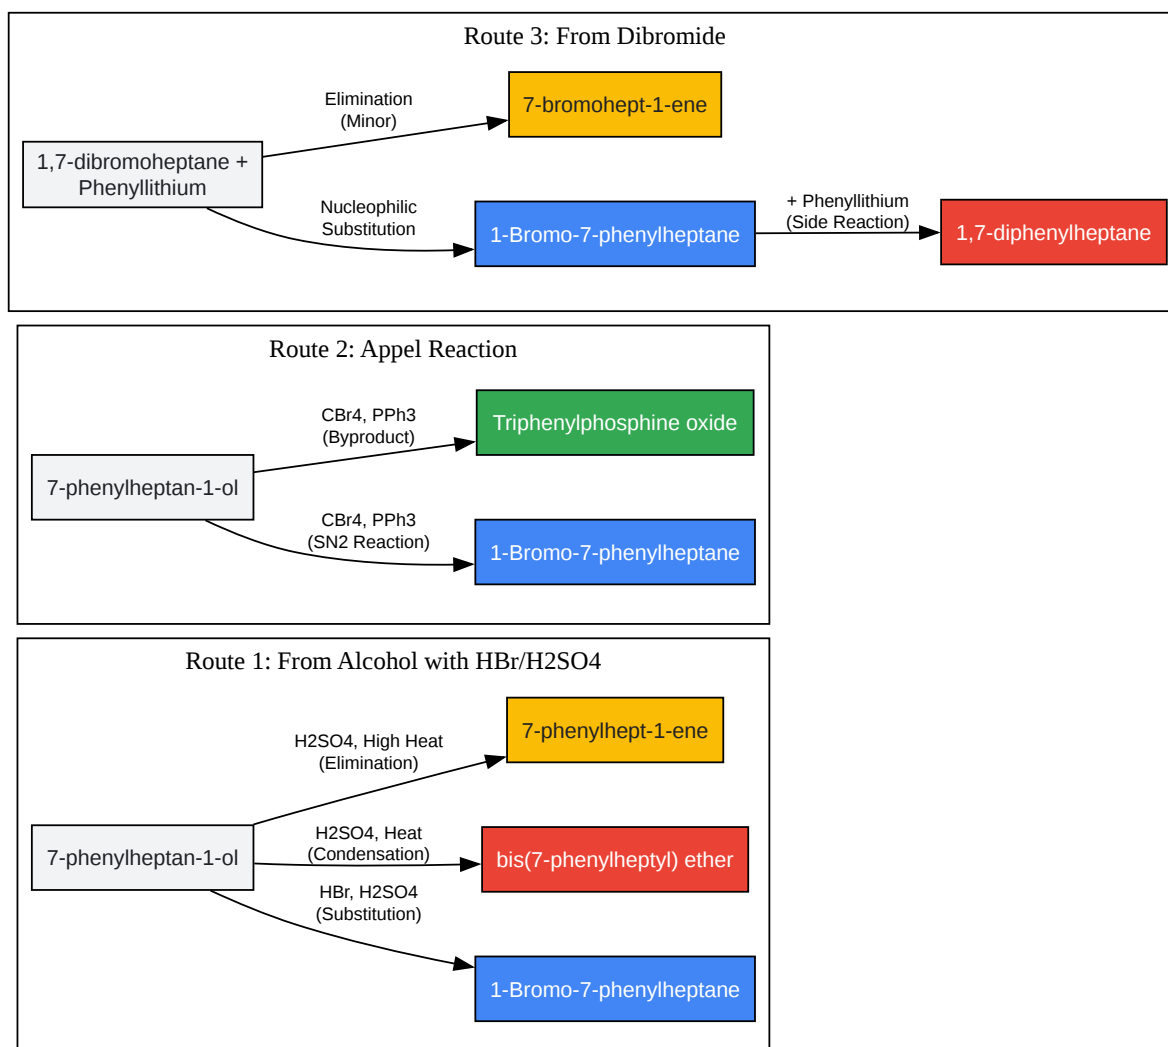 Route 3: From Dibromide
Elimination
(Minor)
7-bromohept-1-ene
1,7-dibromoheptane +
Phenyllithium
Nucleophilic
Substitution
1-Bromo-7-phenylheptane
+ Phenyllithium
(Side Reaction)
1,7-diphenylheptane
Route 2: Appel Reaction
CBr4, PPh3
(Byproduct)
Triphenylphosphine oxide
7-phenylheptan-1-ol
CBr4, PPh3
(SN2 Reaction)
1-Bromo-7-phenylheptane
Route 1: From Alcohol with HBr/H2SO4
H2SO4, High Heat
(Elimination)
7-phenylhept-1-ene
7-phenylheptan-1-ol
H2SO4, Heat
(Condensation)
bis(7-phenylheptyl) ether
HBr, H2SO4
(Substitution)
1-Bromo-7-phenylheptane